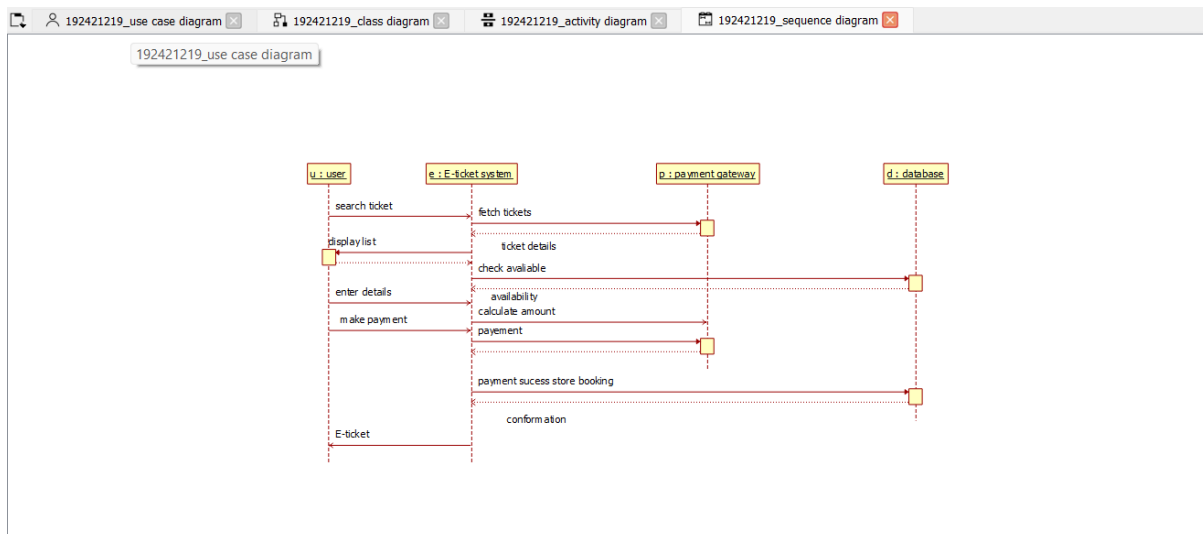 192421219_use case diagram
192421219_class diagram
192421219_activity diagram
192421219_sequence diagram
192421219_use case diagram
u : user
e : E-ticket system
p : payment gateway
d : database
search ticket
fetch tickets
display list
ticket details
check avaliable
enter details
availability
calculate amount
make payment
payement
payment sucess store booking
conformation
E-ticket